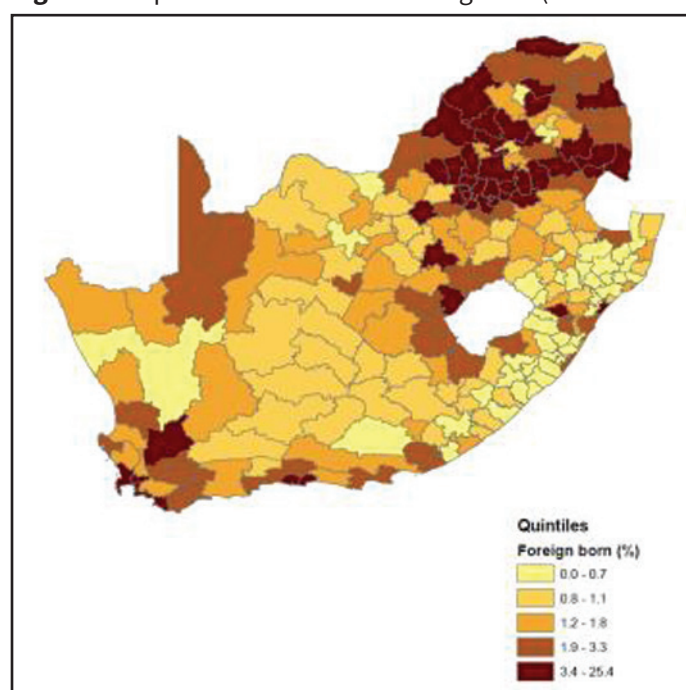 Quintiles
Foreign born (%)
0.0 - 0.7
0.8 - 1.1
1.2 - 1.8
1.9 - 3.3
3.4 - 25.4